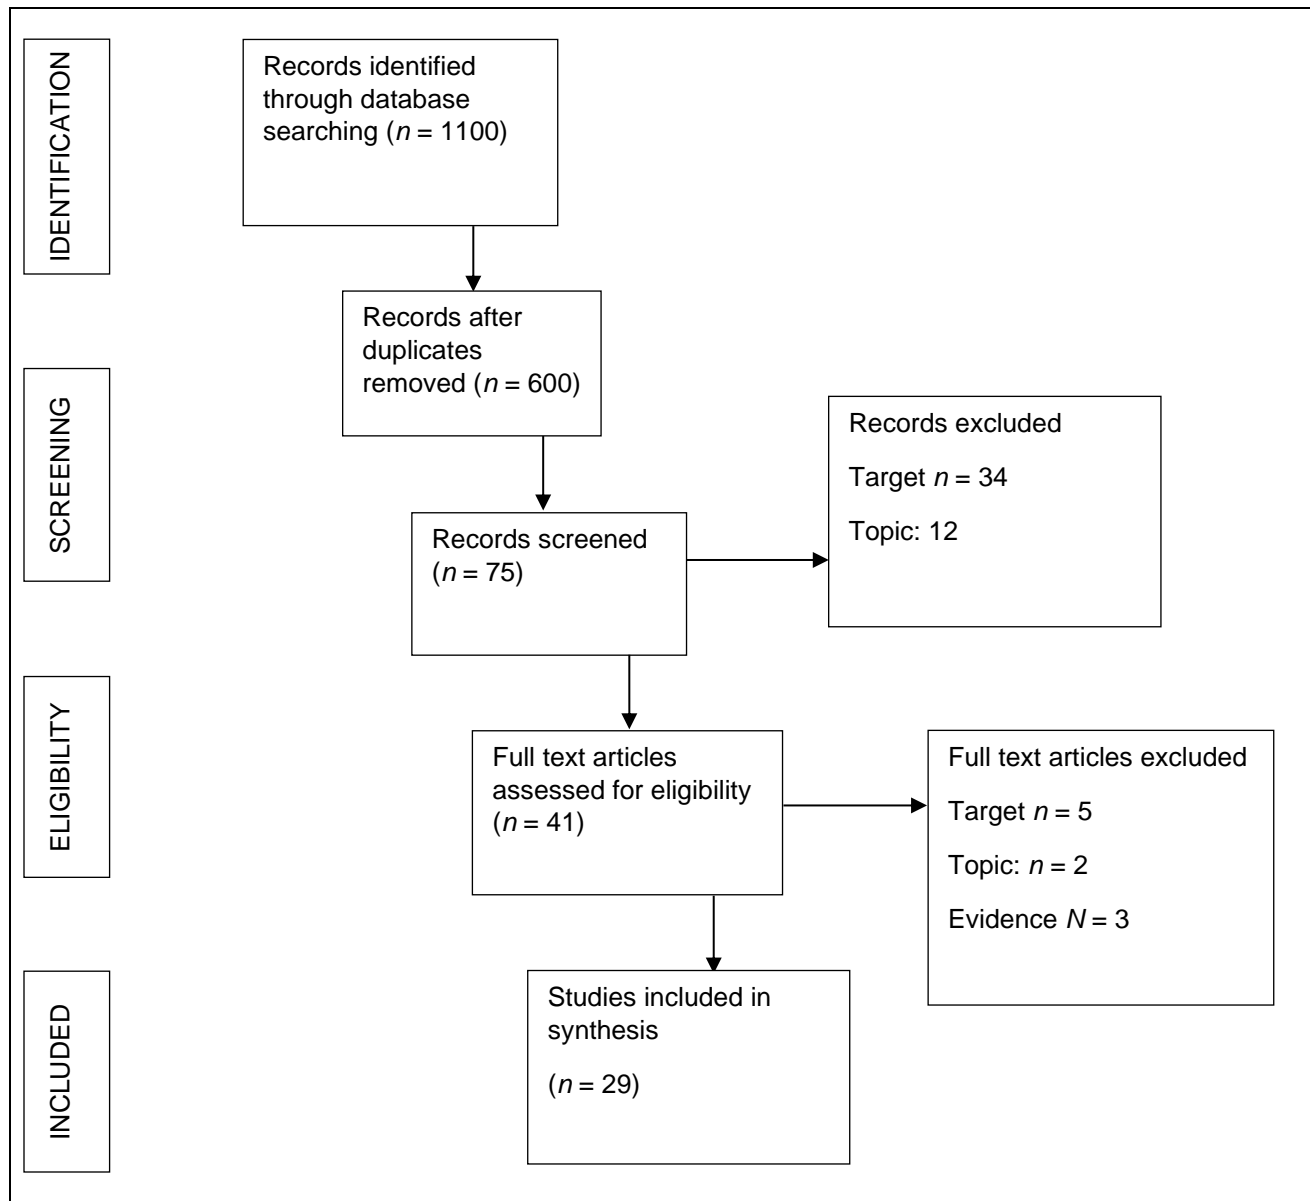 IDENTIFICATION
Records identified
through database
searching (n = 1100)
Records after
duplicates
removed (n = 600)
SCREENING
Records excluded
Target n = 34
Topic: 12
Records screened
(n = 75)
ELIGIBILITY
Full text articles
assessed for eligibility
(n = 41)
Full text articles excluded
Target n = 5
Topic: n = 2
Evidence N = 3
INCLUDED
Studies included in
synthesis
(n = 29)